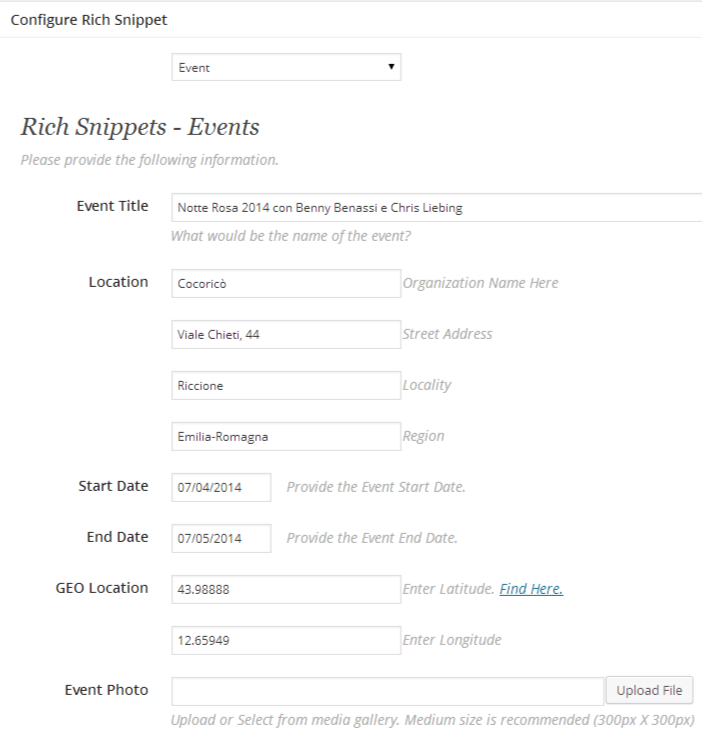 Configure Rich Snippet
Event
Rich Snippets - Events
Please provide the following information.
Event Title Notte Rosa 2014 con Benny Benassi e Chris Liebing
What would be the name of the event?
Location Cocoricò Organization Name Here
Viale Chieti, 44 Street Address
Riccione Locality
Emilia-Romagna Region
Start Date 07/04/2014 Provide the Event Start Date.
End Date 07/05/2014 Provide the Event End Date.
GEO Location 43.98888 Enter Latitude. Find Here.
12.65949 Enter Longitude
Event Photo Upload File
Upload or Select from media gallery. Medium size is recommended (300px X 300px)